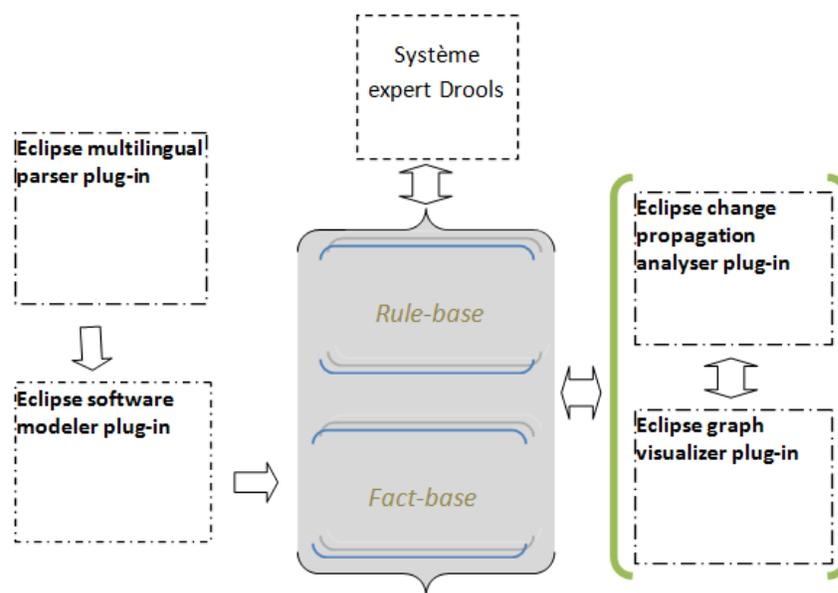 Système
expert Drools
Eclipse multilingual
parser plug-in
Eclipse software
modeler plug-in
Rule-base
Fact-base
Eclipse change
propagation
analyser plug-in
Eclipse graph
visualizer plug-in